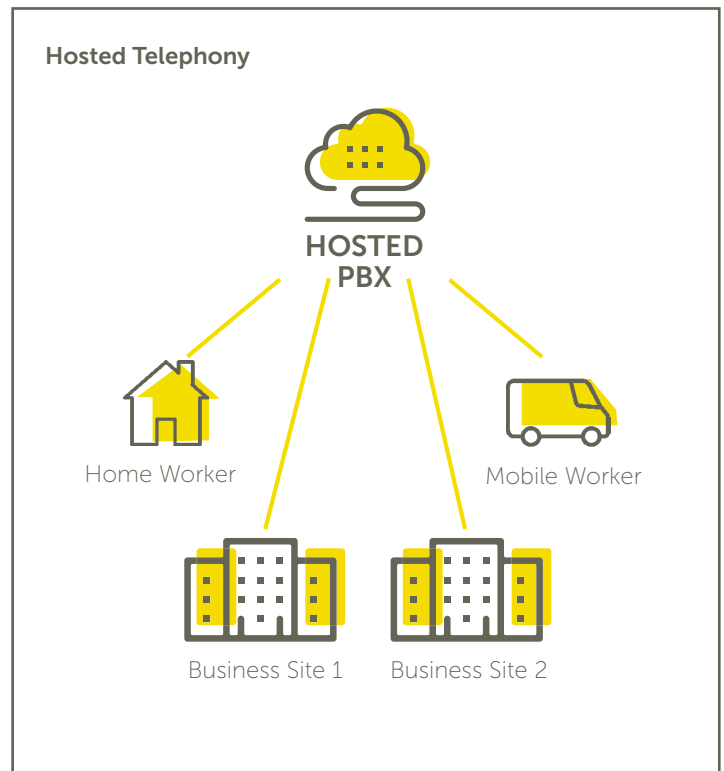 Hosted Telephony
HOSTED
PBX
Home Worker
Mobile Worker
Business Site 1
Business Site 2